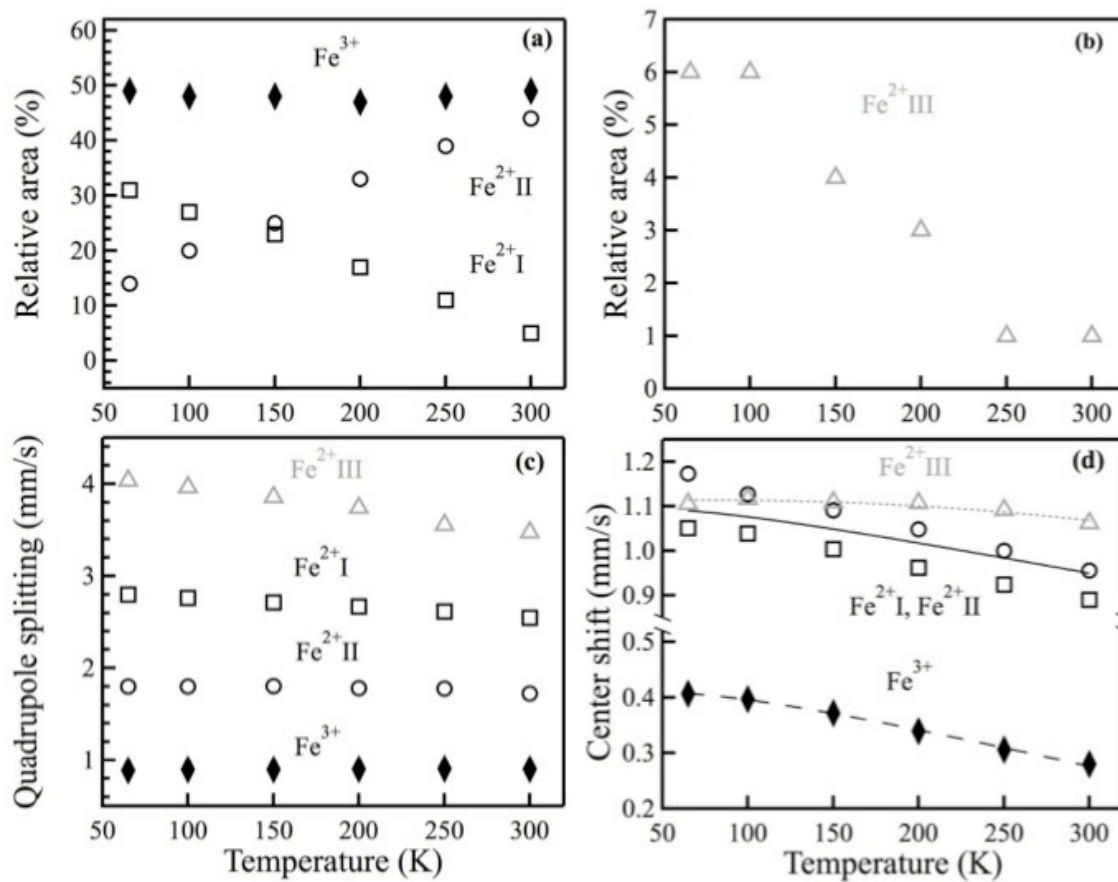 (a)
Fe³⁺
Fe²⁺II
Fe²⁺I
Relative area (%)
60
50
40
30
20
10
0
50 100 150 200 250 300
(b)
Fe²⁺III
Relative area (%)
7
6
5
4
3
2
1
0
50 100 150 200 250 300
(c)
Fe²⁺III
Fe²⁺I
Fe²⁺II
Fe³⁺
Quadrupole splitting (mm/s)
4
3
2
1
50 100 150 200 250 300
Temperature (K)
(d)
Fe²⁺III
Fe²⁺I, Fe²⁺II
Fe³⁺
Center shift (mm/s)
1.2
1.1
1.0
0.9
0.4
0.3
0.2
50 100 150 200 250 300
Temperature (K)